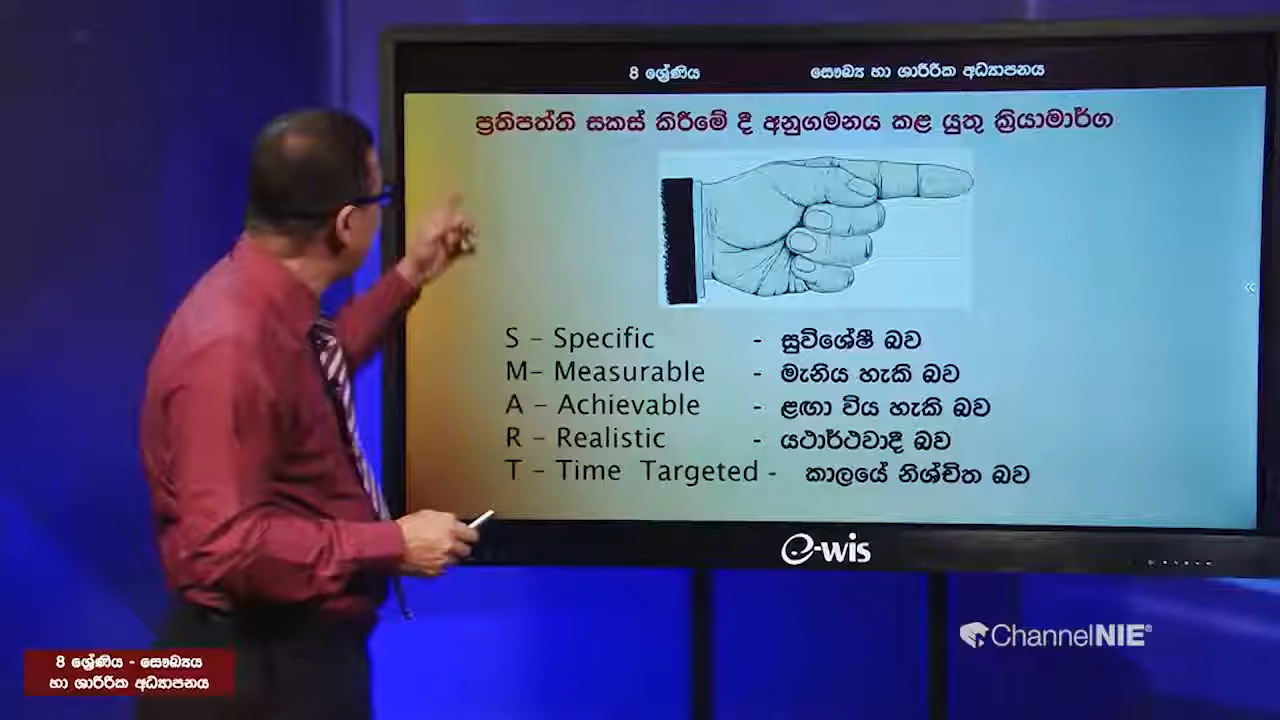 8 ශ්‍රේණිය සෞඛ්‍ය හා ශාරීරික අධ්‍යාපනය
ප්‍රතිපත්ති සකස් කිරීමේ දී අනුගමනය කළ යුතු ක්‍රියාමාර්ග
S – Specific - සුවිශේෂී බව
M– Measurable - මැනිය හැකි බව
A – Achievable - ළඟා විය හැකි බව
R – Realistic - යථාර්ථවාදී බව
T – Time Targeted - කාලයේ නිශ්චිත බව
e-wis
ChannelNIE®
8 ශ්‍රේණිය - සෞඛ්‍යය
හා ශාරීරික අධ්‍යාපනය